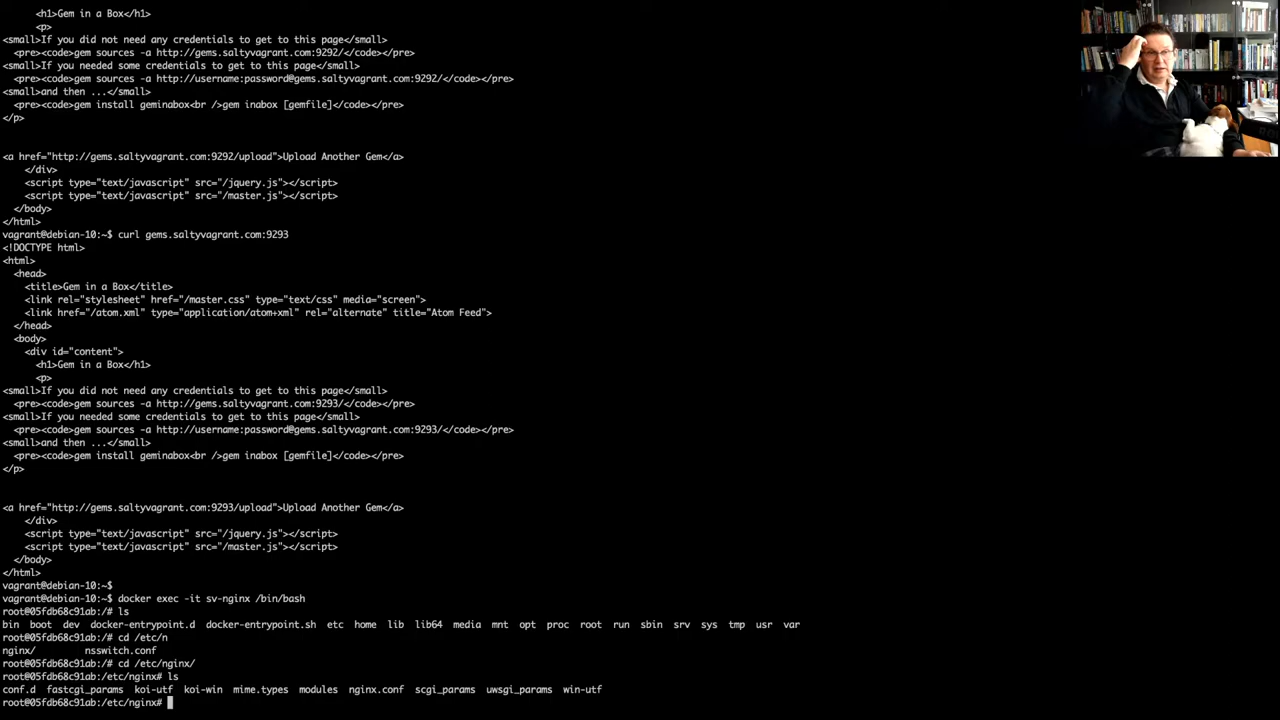 <h1>Gem in a Box</h1>
<p>
<small>If you did not need any credentials to get to this page</small>
<pre><code>gem sources -a http://gems.saltyvagrant.com:9292/</code></pre>
<small>If you needed some credentials to get to this page</small>
<pre><code>gem sources -a http://username:password@gems.saltyvagrant.com:9292/</code></pre>
<small>and then ...</small>
<pre><code>gem install geminabox<br />gem inabox [gemfile]</code></pre>
</p>
<a href="http://gems.saltyvagrant.com:9292/upload">Upload Another Gem</a>
</div>
<script type="text/javascript" src="/jquery.js"></script>
<script type="text/javascript" src="/master.js"></script>
</body>
</html>
vagrant@debian-10:~$ curl gems.saltyvagrant.com:9293
<!DOCTYPE html>
<html>
<head>
<title>Gem in a Box</title>
<link rel="stylesheet" href="/master.css" type="text/css" media="screen">
<link href="/atom.xml" type="application/atom+xml" rel="alternate" title="Atom Feed">
</head>
<body>
<div id="content">
<h1>Gem in a Box</h1>
<p>
<small>If you did not need any credentials to get to this page</small>
<pre><code>gem sources -a http://gems.saltyvagrant.com:9293/</code></pre>
<small>If you needed some credentials to get to this page</small>
<pre><code>gem sources -a http://username:password@gems.saltyvagrant.com:9293/</code></pre>
<small>and then ...</small>
<pre><code>gem install geminabox<br />gem inabox [gemfile]</code></pre>
</p>
<a href="http://gems.saltyvagrant.com:9293/upload">Upload Another Gem</a>
</div>
<script type="text/javascript" src="/jquery.js"></script>
<script type="text/javascript" src="/master.js"></script>
</body>
</html>
vagrant@debian-10:~$
vagrant@debian-10:~$ docker exec -it sv-nginx /bin/bash
root@05fdb68c91ab:/# ls
bin boot dev docker-entrypoint.d docker-entrypoint.sh etc home lib lib64 media mnt opt proc root run sbin srv sys tmp usr var
root@05fdb68c91ab:/# cd /etc/n
nginx/ nsswitch.conf
root@05fdb68c91ab:/# cd /etc/nginx/
root@05fdb68c91ab:/etc/nginx# ls
conf.d fastcgi_params koi-utf koi-win mime.types modules nginx.conf scgi_params uwsgi_params win-utf
root@05fdb68c91ab:/etc/nginx#